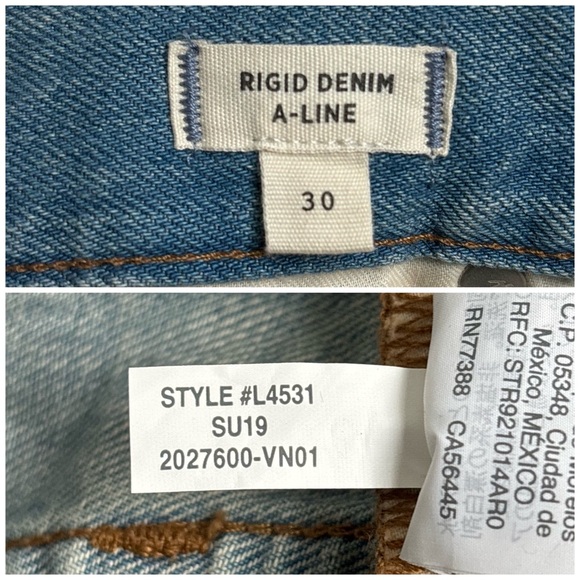 RIGID DENIM
A-LINE
30
STYLE #L4531
SU19
2027600-VN01
C.P. 05348, Ciudad de
México, MÉXICO
RFC: STR921014AR0
RN77388 CA56445